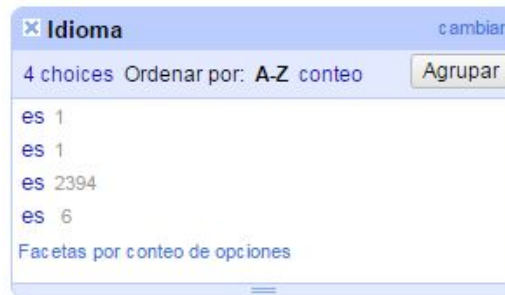 Idioma cambiar
4 choices Ordenar por: A-Z conteo Agrupar
es 1
es 1
es 2394
es 6
Facetas por conteo de opciones